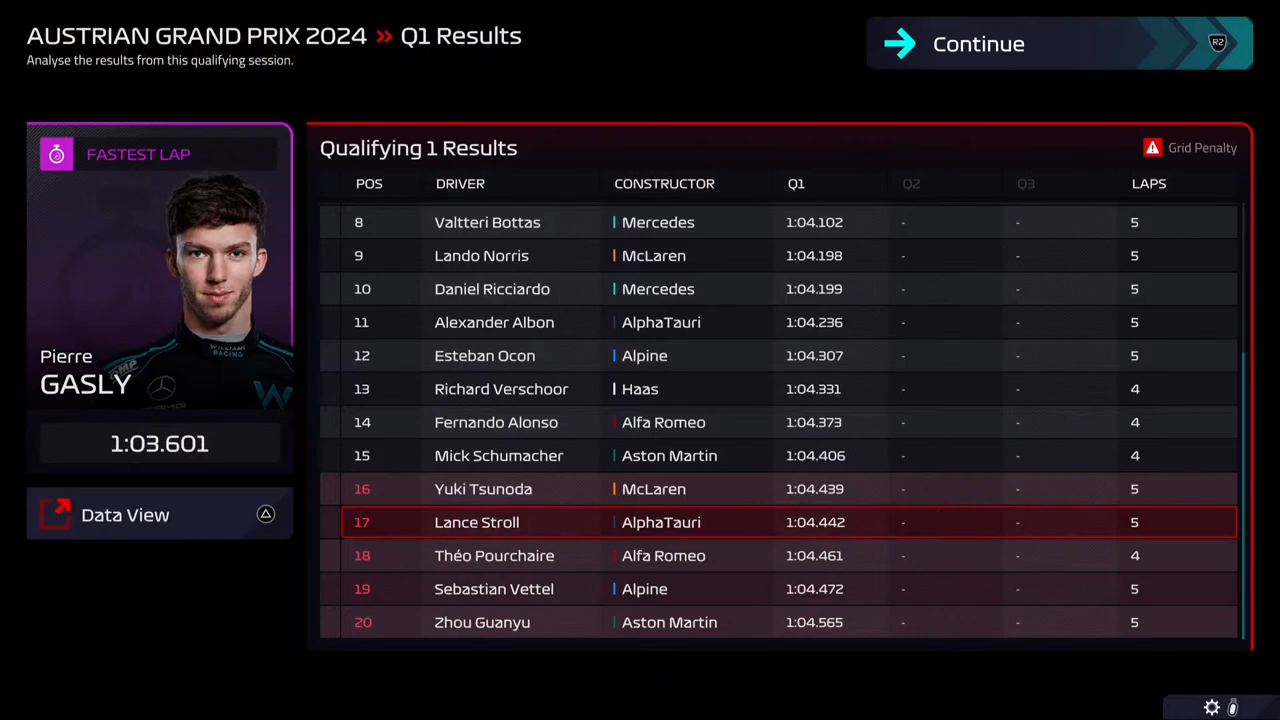 AUSTRIAN GRAND PRIX 2024 » Q1 Results
Analyse the results from this qualifying session.
Continue
R2
FASTEST LAP
WILLIAMS
RACING
Pierre
GASLY
1:03.601
Data View
Qualifying 1 Results
Grid Penalty
POS DRIVER CONSTRUCTOR Q1 Q2 Q3 LAPS
8 Valtteri Bottas Mercedes 1:04.102 - - 5
9 Lando Norris McLaren 1:04.198 - - 5
10 Daniel Ricciardo Mercedes 1:04.199 - - 5
11 Alexander Albon AlphaTauri 1:04.236 - - 5
12 Esteban Ocon Alpine 1:04.307 - - 5
13 Richard Verschoor Haas 1:04.331 - - 4
14 Fernando Alonso Alfa Romeo 1:04.373 - - 4
15 Mick Schumacher Aston Martin 1:04.406 - - 4
16 Yuki Tsunoda McLaren 1:04.439 - - 5
17 Lance Stroll AlphaTauri 1:04.442 - - 5
18 Théo Pourchaire Alfa Romeo 1:04.461 - - 4
19 Sebastian Vettel Alpine 1:04.472 - - 5
20 Zhou Guanyu Aston Martin 1:04.565 - - 5